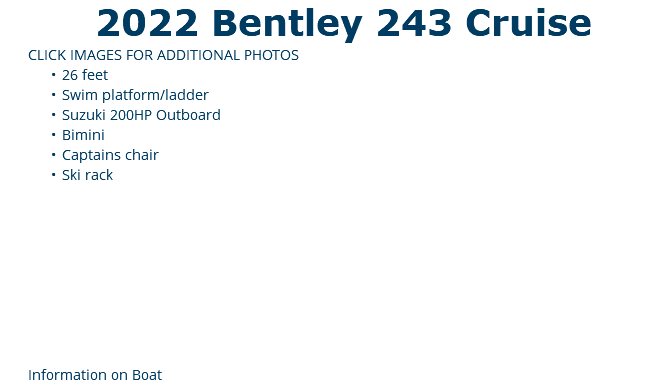 2022 Bentley 243 Cruise
CLICK IMAGES FOR ADDITIONAL PHOTOS
• 26 feet
• Swim platform/ladder
• Suzuki 200HP Outboard
• Bimini
• Captains chair
• Ski rack
Information on Boat